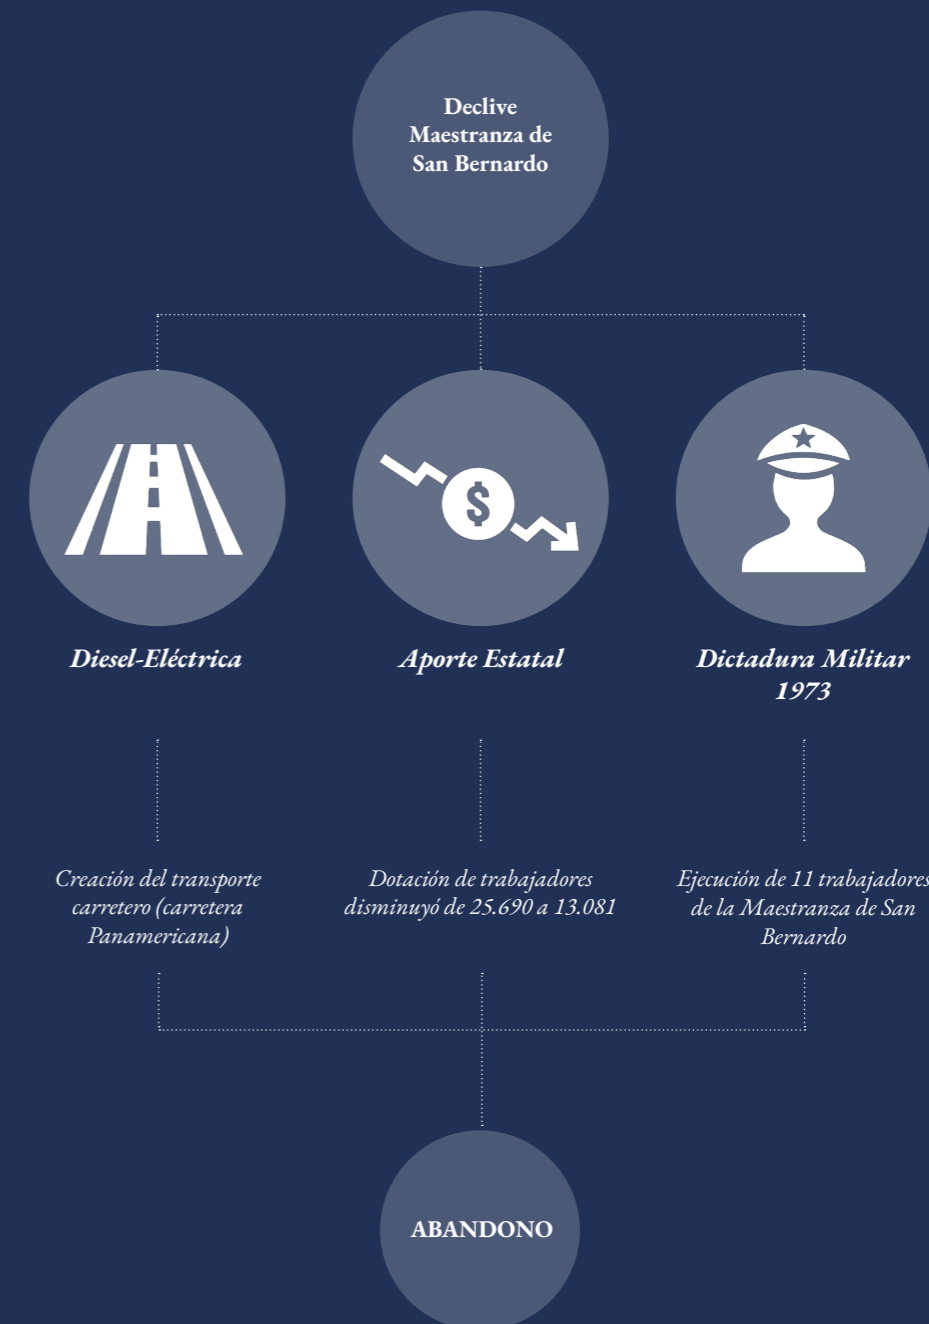 Declive
Maestranza de
San Bernardo
$
Diesel-Eléctrica
Aporte Estatal
Dictadura Militar
1973
Creación del transporte
carretero (carretera
Panamericana)
Dotación de trabajadores
disminuyó de 25.690 a 13.081
Ejecución de 11 trabajadores
de la Maestranza de San
Bernardo
ABANDONO